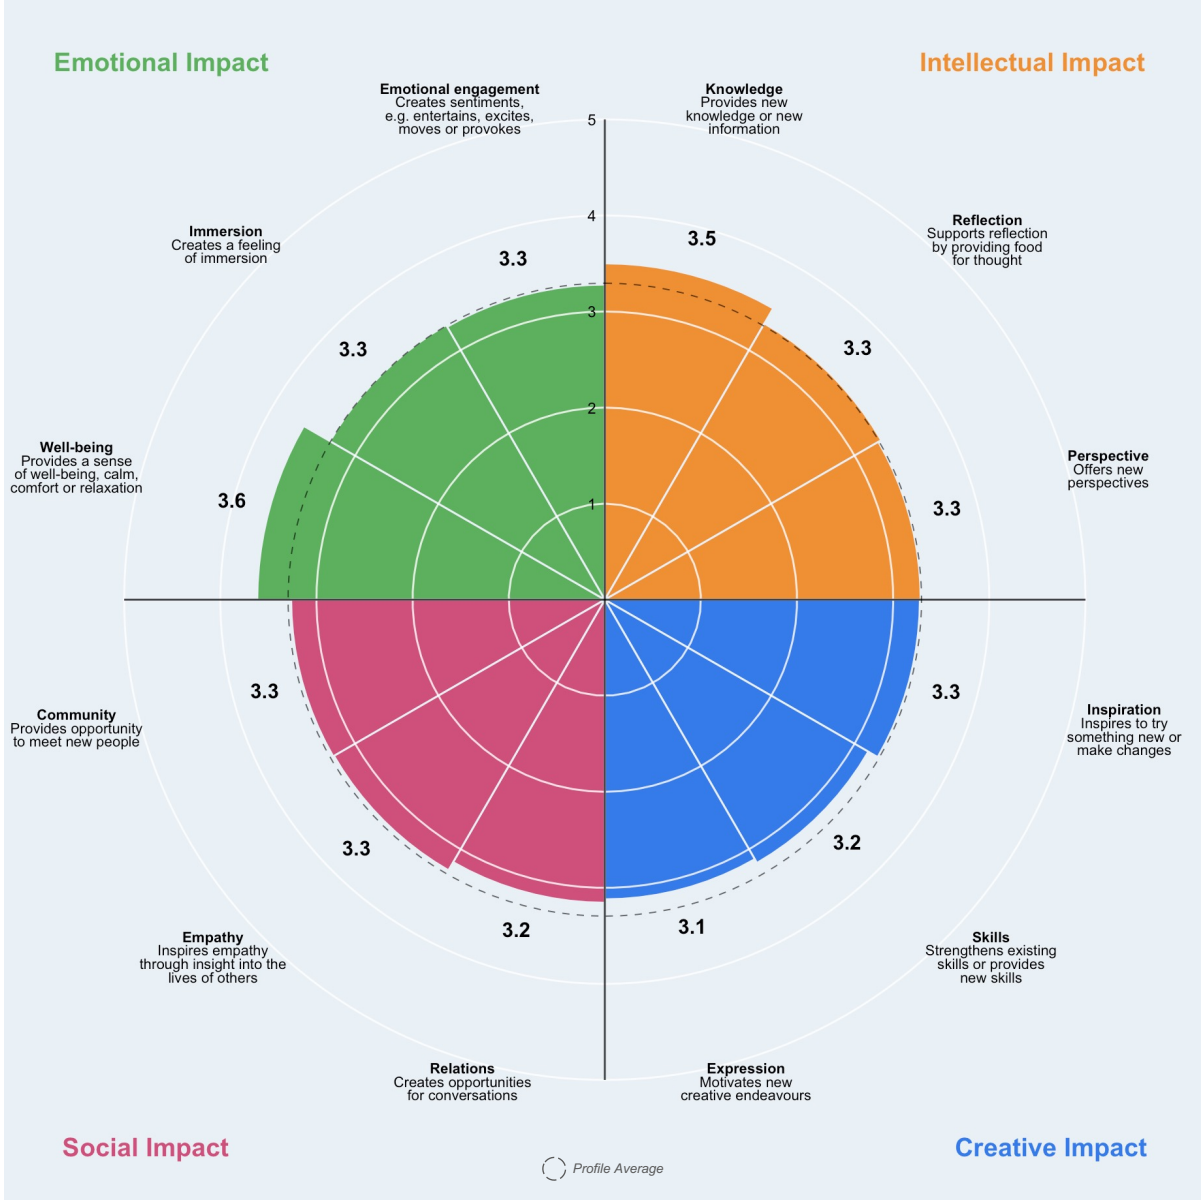 Emotional Impact
Intellectual Impact
Emotional engagement
Creates sentiments,
e.g. entertains, excites,
moves or provokes
Knowledge
Provides new
knowledge or new
information
5
4
3
2
1
Immersion
Creates a feeling
of immersion
Reflection
Supports reflection
by providing food
for thought
3.3
3.5
3.3
3.3
Well-being
Provides a sense
of well-being, calm,
comfort or relaxation
3.6
Perspective
Offers new
perspectives
3.3
Community
Provides opportunity
to meet new people
3.3
3.3
Inspiration
Inspires to try
something new or
make changes
3.3
3.2
Empathy
Inspires empathy
through insight into the
lives of others
3.2
3.1
Skills
Strengthens existing
skills or provides
new skills
Relations
Creates opportunities
for conversations
Expression
Motivates new
creative endeavours
Social Impact
Creative Impact
Profile Average